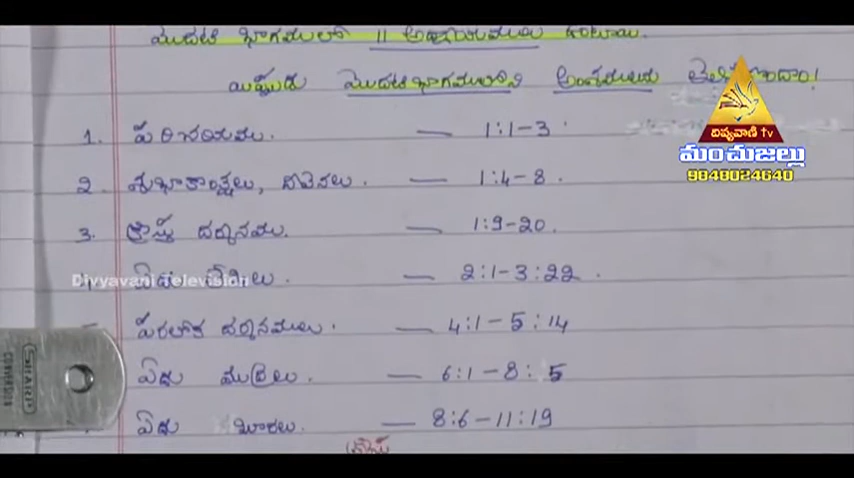 మొదటి భాగములో 11 అధ్యాయములు ఉంటాయి.
ఇప్పుడు మొదటిభాగములోని అంశములను
దివ్యవాణి tv
మంచుజల్లు
9848024640
1. పరిచయము. — 1:1-3
2. శుభాకాంక్షలు, దీవెనలు. — 1:4-8.
3. క్రీస్తు దర్శనము. — 1:9-20.
Divyavani Television
ఏడు — 2:1-3:22.
పరలోక దర్శనములు. — 4:1-5:14
ఏడు ముద్రలు. — 6:1-8:5
ఏడు బూరలు. — 8:6-11:19
SHARP